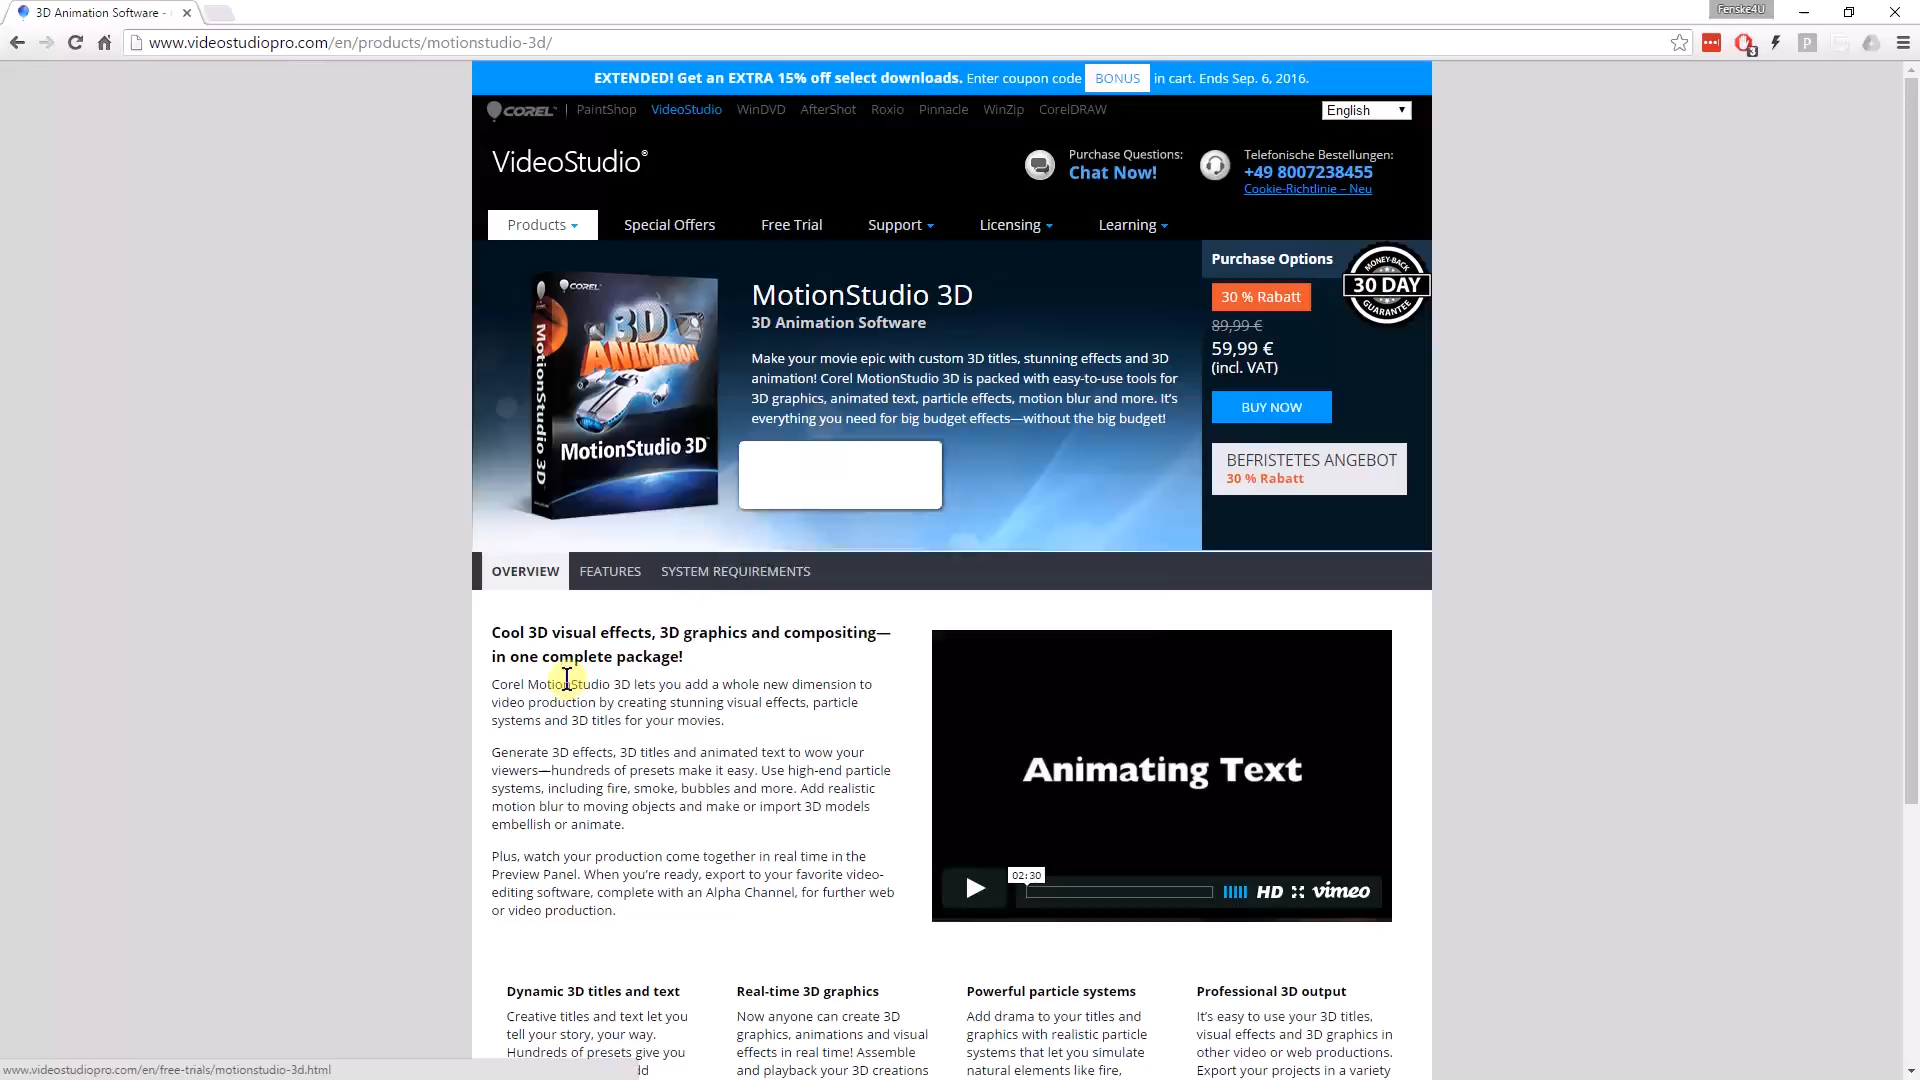 3D Animation Software -
Fenske4U
www.videostudiopro.com/en/products/motionstudio-3d/
3
P
EXTENDED! Get an EXTRA 15% off select downloads. Enter coupon code BONUS in cart. Ends Sep. 6, 2016.
COREL | PaintShop VideoStudio WinDVD AfterShot Roxio Pinnacle WinZip CorelDRAW
English
VideoStudio®
Purchase Questions:
Chat Now!
Telefonische Bestellungen:
+49 8007238455
Cookie-Richtlinie – Neu
Products Special Offers Free Trial Support Licensing Learning
COREL
3D
ANIMATION
MotionStudio 3D
MotionStudio 3D
MotionStudio 3D
3D Animation Software
Make your movie epic with custom 3D titles, stunning effects and 3D
animation! Corel MotionStudio 3D is packed with easy-to-use tools for
3D graphics, animated text, particle effects, motion blur and more. It’s
everything you need for big budget effects—without the big budget!
Purchase Options
MONEY-BACK
30 DAY
GUARANTEE
30 % Rabatt
89,99 €
59,99 €
(incl. VAT)
BUY NOW
BEFRISTETES ANGEBOT
30 % Rabatt
OVERVIEW FEATURES SYSTEM REQUIREMENTS
Cool 3D visual effects, 3D graphics and compositing—
in one complete package!
Corel MotionStudio 3D lets you add a whole new dimension to
video production by creating stunning visual effects, particle
systems and 3D titles for your movies.
Generate 3D effects, 3D titles and animated text to wow your
viewers—hundreds of presets make it easy. Use high-end particle
systems, including fire, smoke, bubbles and more. Add realistic
motion blur to moving objects and make or import 3D models
embellish or animate.
Plus, watch your production come together in real time in the
Preview Panel. When you’re ready, export to your favorite video-
editing software, complete with an Alpha Channel, for further web
or video production.
Animating Text
02:30
HD vimeo
Dynamic 3D titles and text
Creative titles and text let you
tell your story, your way.
Hundreds of presets give you
Real-time 3D graphics
Now anyone can create 3D
graphics, animations and visual
effects in real time! Assemble
and playback your 3D creations
Powerful particle systems
Add drama to your titles and
graphics with realistic particle
systems that let you simulate
natural elements like fire,
Professional 3D output
It’s easy to use your 3D titles,
visual effects and 3D graphics in
other video or web productions.
Export your projects in a variety
www.videostudiopro.com/en/free-trials/motionstudio-3d.html